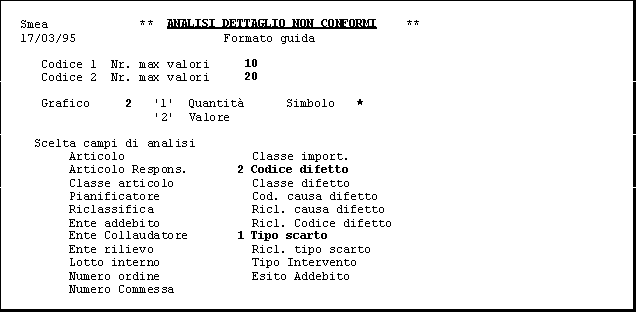 Smea ** ANALISI DETTAGLIO NON CONFORMI **
17/03/95 Formato guida
Codice 1 Nr. max valori 10
Codice 2 Nr. max valori 20
Grafico 2 '1' Quantità Simbolo *
'2' Valore
Scelta campi di analisi
Articolo Classe import.
Articolo Respons. 2 Codice difetto
Classe articolo Classe difetto
Pianificatore Cod. causa difetto
Riclassifica Ricl. causa difetto
Ente addebito Ricl. Codice difetto
Ente Collaudatore 1 Tipo scarto
Ente rilievo Ricl. tipo scarto
Lotto interno Tipo Intervento
Numero ordine Esito Addebito
Numero Commessa